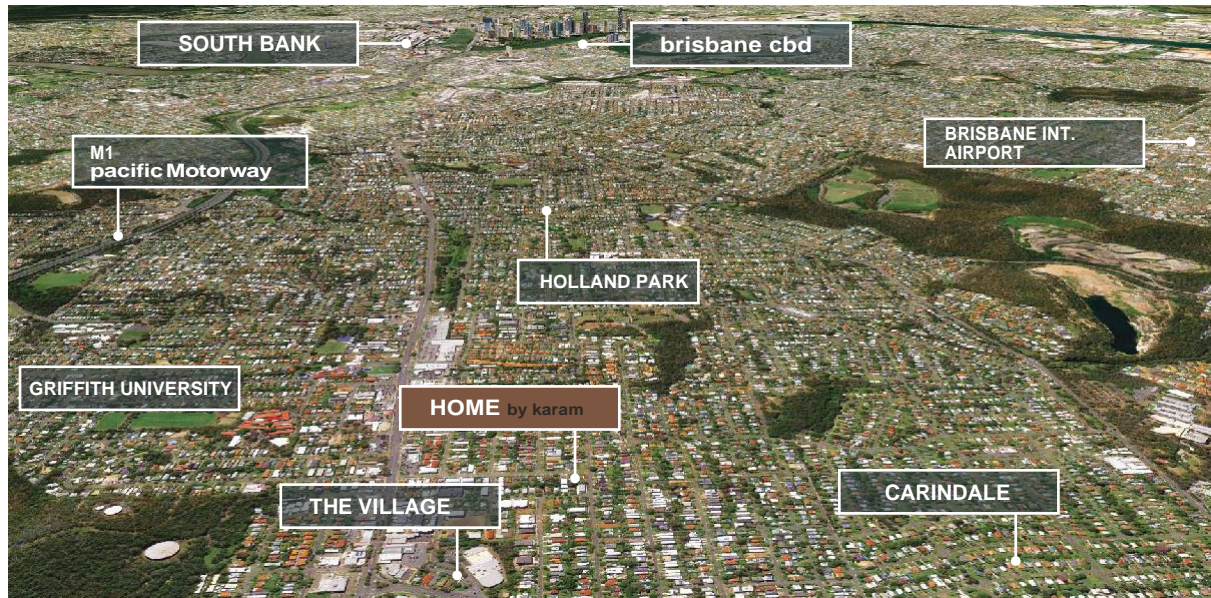 SOUTH BANK
brisbane cbd
BRISBANE INT.
AIRPORT
M1
pacific Motorway
HOLLAND PARK
GRIFFITH UNIVERSITY
HOME by karam
THE VILLAGE
CARINDALE